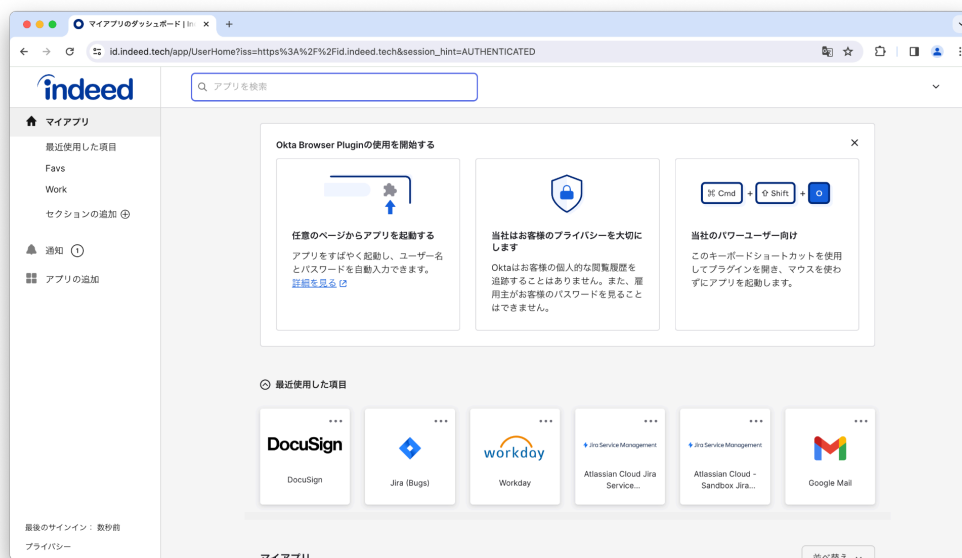 マイアプリのダッシュボード | In
id.indeed.tech/app/UserHome?iss=https%3A%2F%2Fid.indeed.tech&session_hint=AUTHENTICATED
indeed
アプリを検索
マイアプリ
最近使用した項目
Favs
Work
セクションの追加
通知 1
アプリの追加
Okta Browser Pluginの使用を開始する
任意のページからアプリを起動する
アプリをすばやく起動し、ユーザー名
とパスワードを自動入力できます。
詳細を見る
当社はお客様のプライバシーを大切に
します
Oktaはお客様の個人的な閲覧履歴を
追跡することはありません。また、雇
用主がお客様のパスワードを見ること
はできません。
⌘ Cmd + ⇧ Shift + O
当社のパワーユーザー向け
このキーボードショートカットを使用
してプラグインを開き、マウスを使わ
ずにアプリを起動します。
最近使用した項目
DocuSign
DocuSign
Jira (Bugs)
workday
Workday
Jira Service Management
Atlassian Cloud Jira
Service...
Jira Service Management
Atlassian Cloud -
Sandbox Jira...
Google Mail
最後のサインイン： 数秒前
プライバシー
マイアプリ
並べ替え